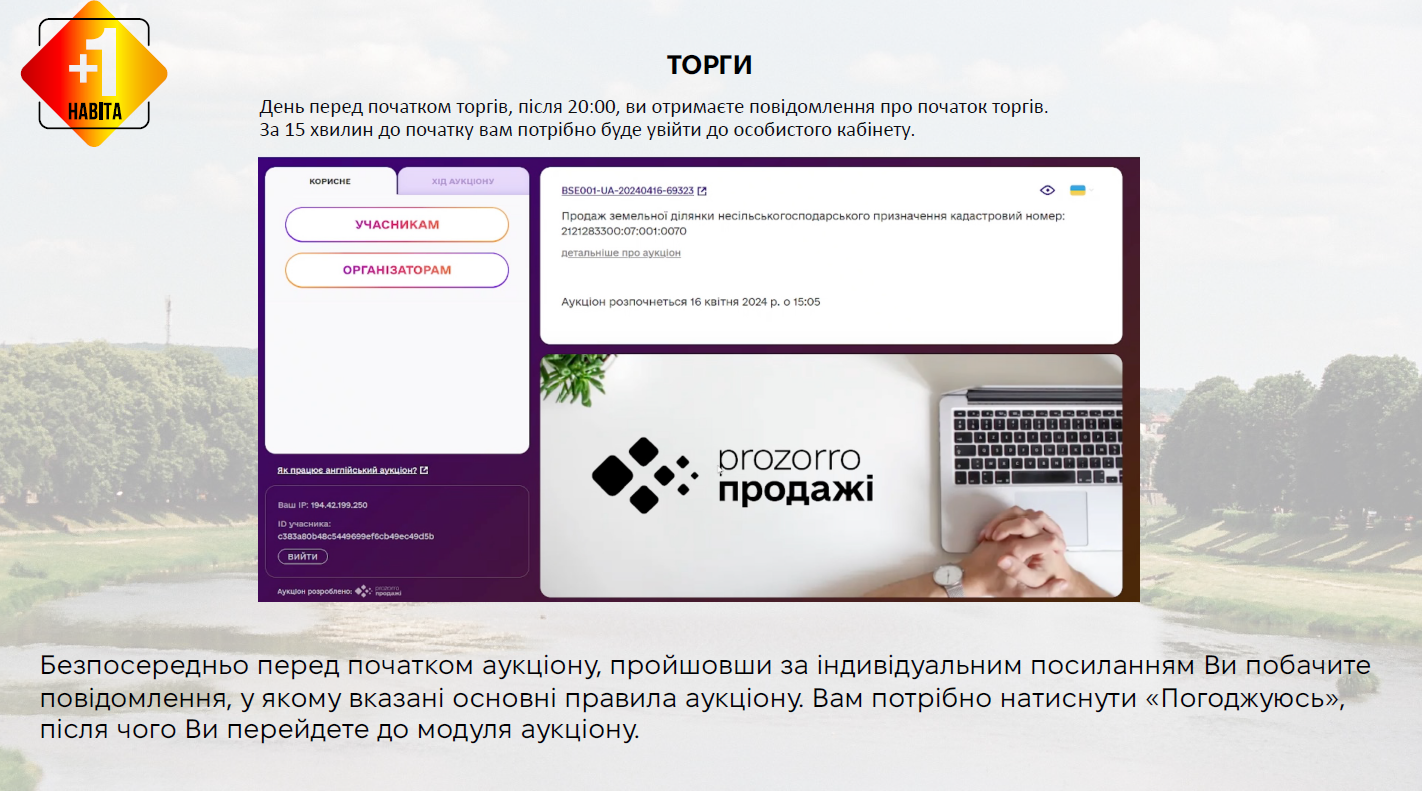 +1
НАВІТА
ТОРГИ
День перед початком торгів, після 20:00, ви отримаєте повідомлення про початок торгів.
За 15 хвилин до початку вам потрібно буде увійти до особистого кабінету.
КОРИСНЕ
ХІД АУКЦІОНУ
УЧАСНИКАМ
ОРГАНІЗАТОРАМ
BSE001-UA-20240416-69323
Продаж земельної ділянки несільськогосподарського призначення кадастровий номер:
2121283300:07:001:0070
детальніше про аукціон
Аукціон розпочнеться 16 квітня 2024 р. о 15:05
prozorro
продажі
Як працює англійський аукціон?
Ваш IP: 194.42.199.250
ID учасника:
c383a80b48c5449699ef6cb49ec49d5b
ВИЙТИ
Аукціон розроблено: prozorro
продажі
Безпосередньо перед початком аукціону, пройшовши за індивідуальним посиланням Ви побачите
повідомлення, у якому вказані основні правила аукціону. Вам потрібно натиснути «Погоджуюсь»,
після чого Ви перейдете до модуля аукціону.